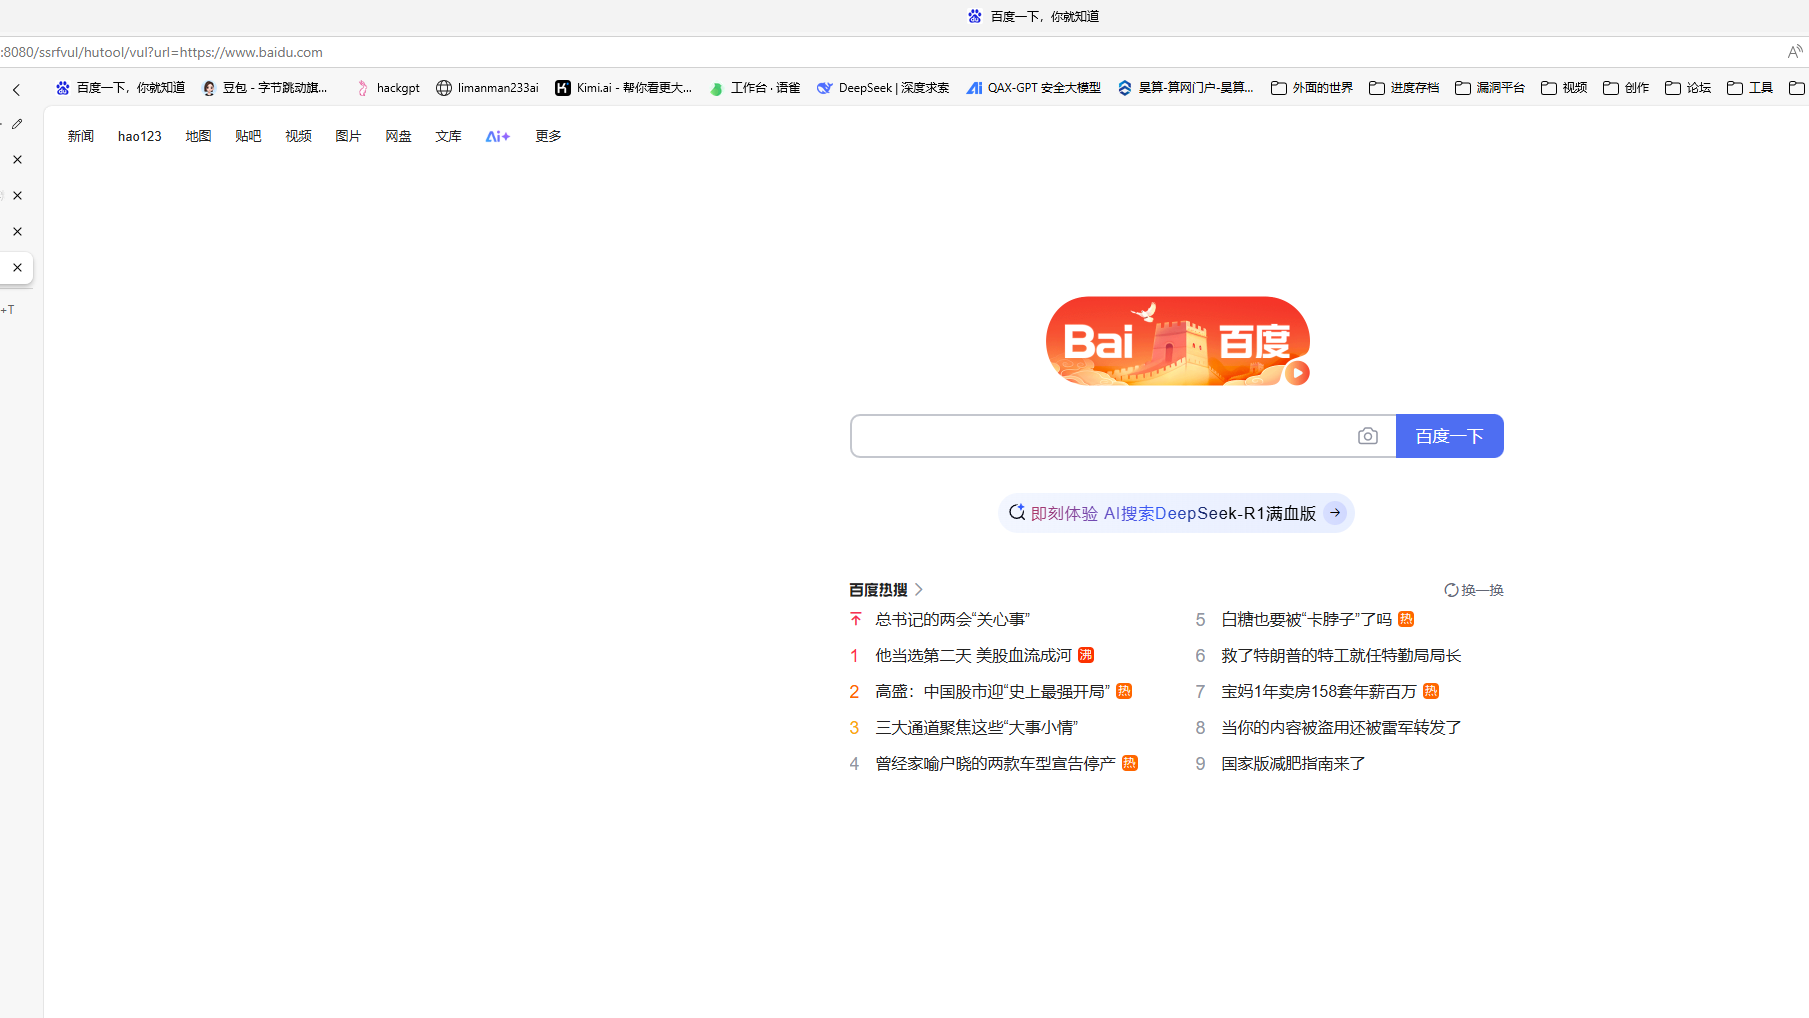 百度一下，你就知道
:8080/ssrfvul/hutool/vul?url=https://www.baidu.com
百度一下，你就知道 豆包 - 字节跳动旗... hackgpt limanman233ai Kimi.ai - 帮你看更大... 工作台 · 语雀 DeepSeek | 深度求索 QAX-GPT 安全大模型 昊算-算网门户-昊算... 外面的世界 进度存档 漏洞平台 视频 创作 论坛 工具
新闻 hao123 地图 贴吧 视频 图片 网盘 文库 Ai+ 更多
+T
Bai 百度
百度一下
即刻体验 AI搜索DeepSeek-R1满血版
百度热搜 换一换
总书记的两会“关心事”
1 他当选第二天 美股血流成河 沸
2 高盛：中国股市迎“史上最强开局” 热
3 三大通道聚焦这些“大事小情”
4 曾经家喻户晓的两款车型宣告停产 热
5 白糖也要被“卡脖子”了吗 热
6 救了特朗普的特工就任特勤局局长
7 宝妈1年卖房158套年薪百万 热
8 当你的内容被盗用还被雷军转发了
9 国家版减肥指南来了